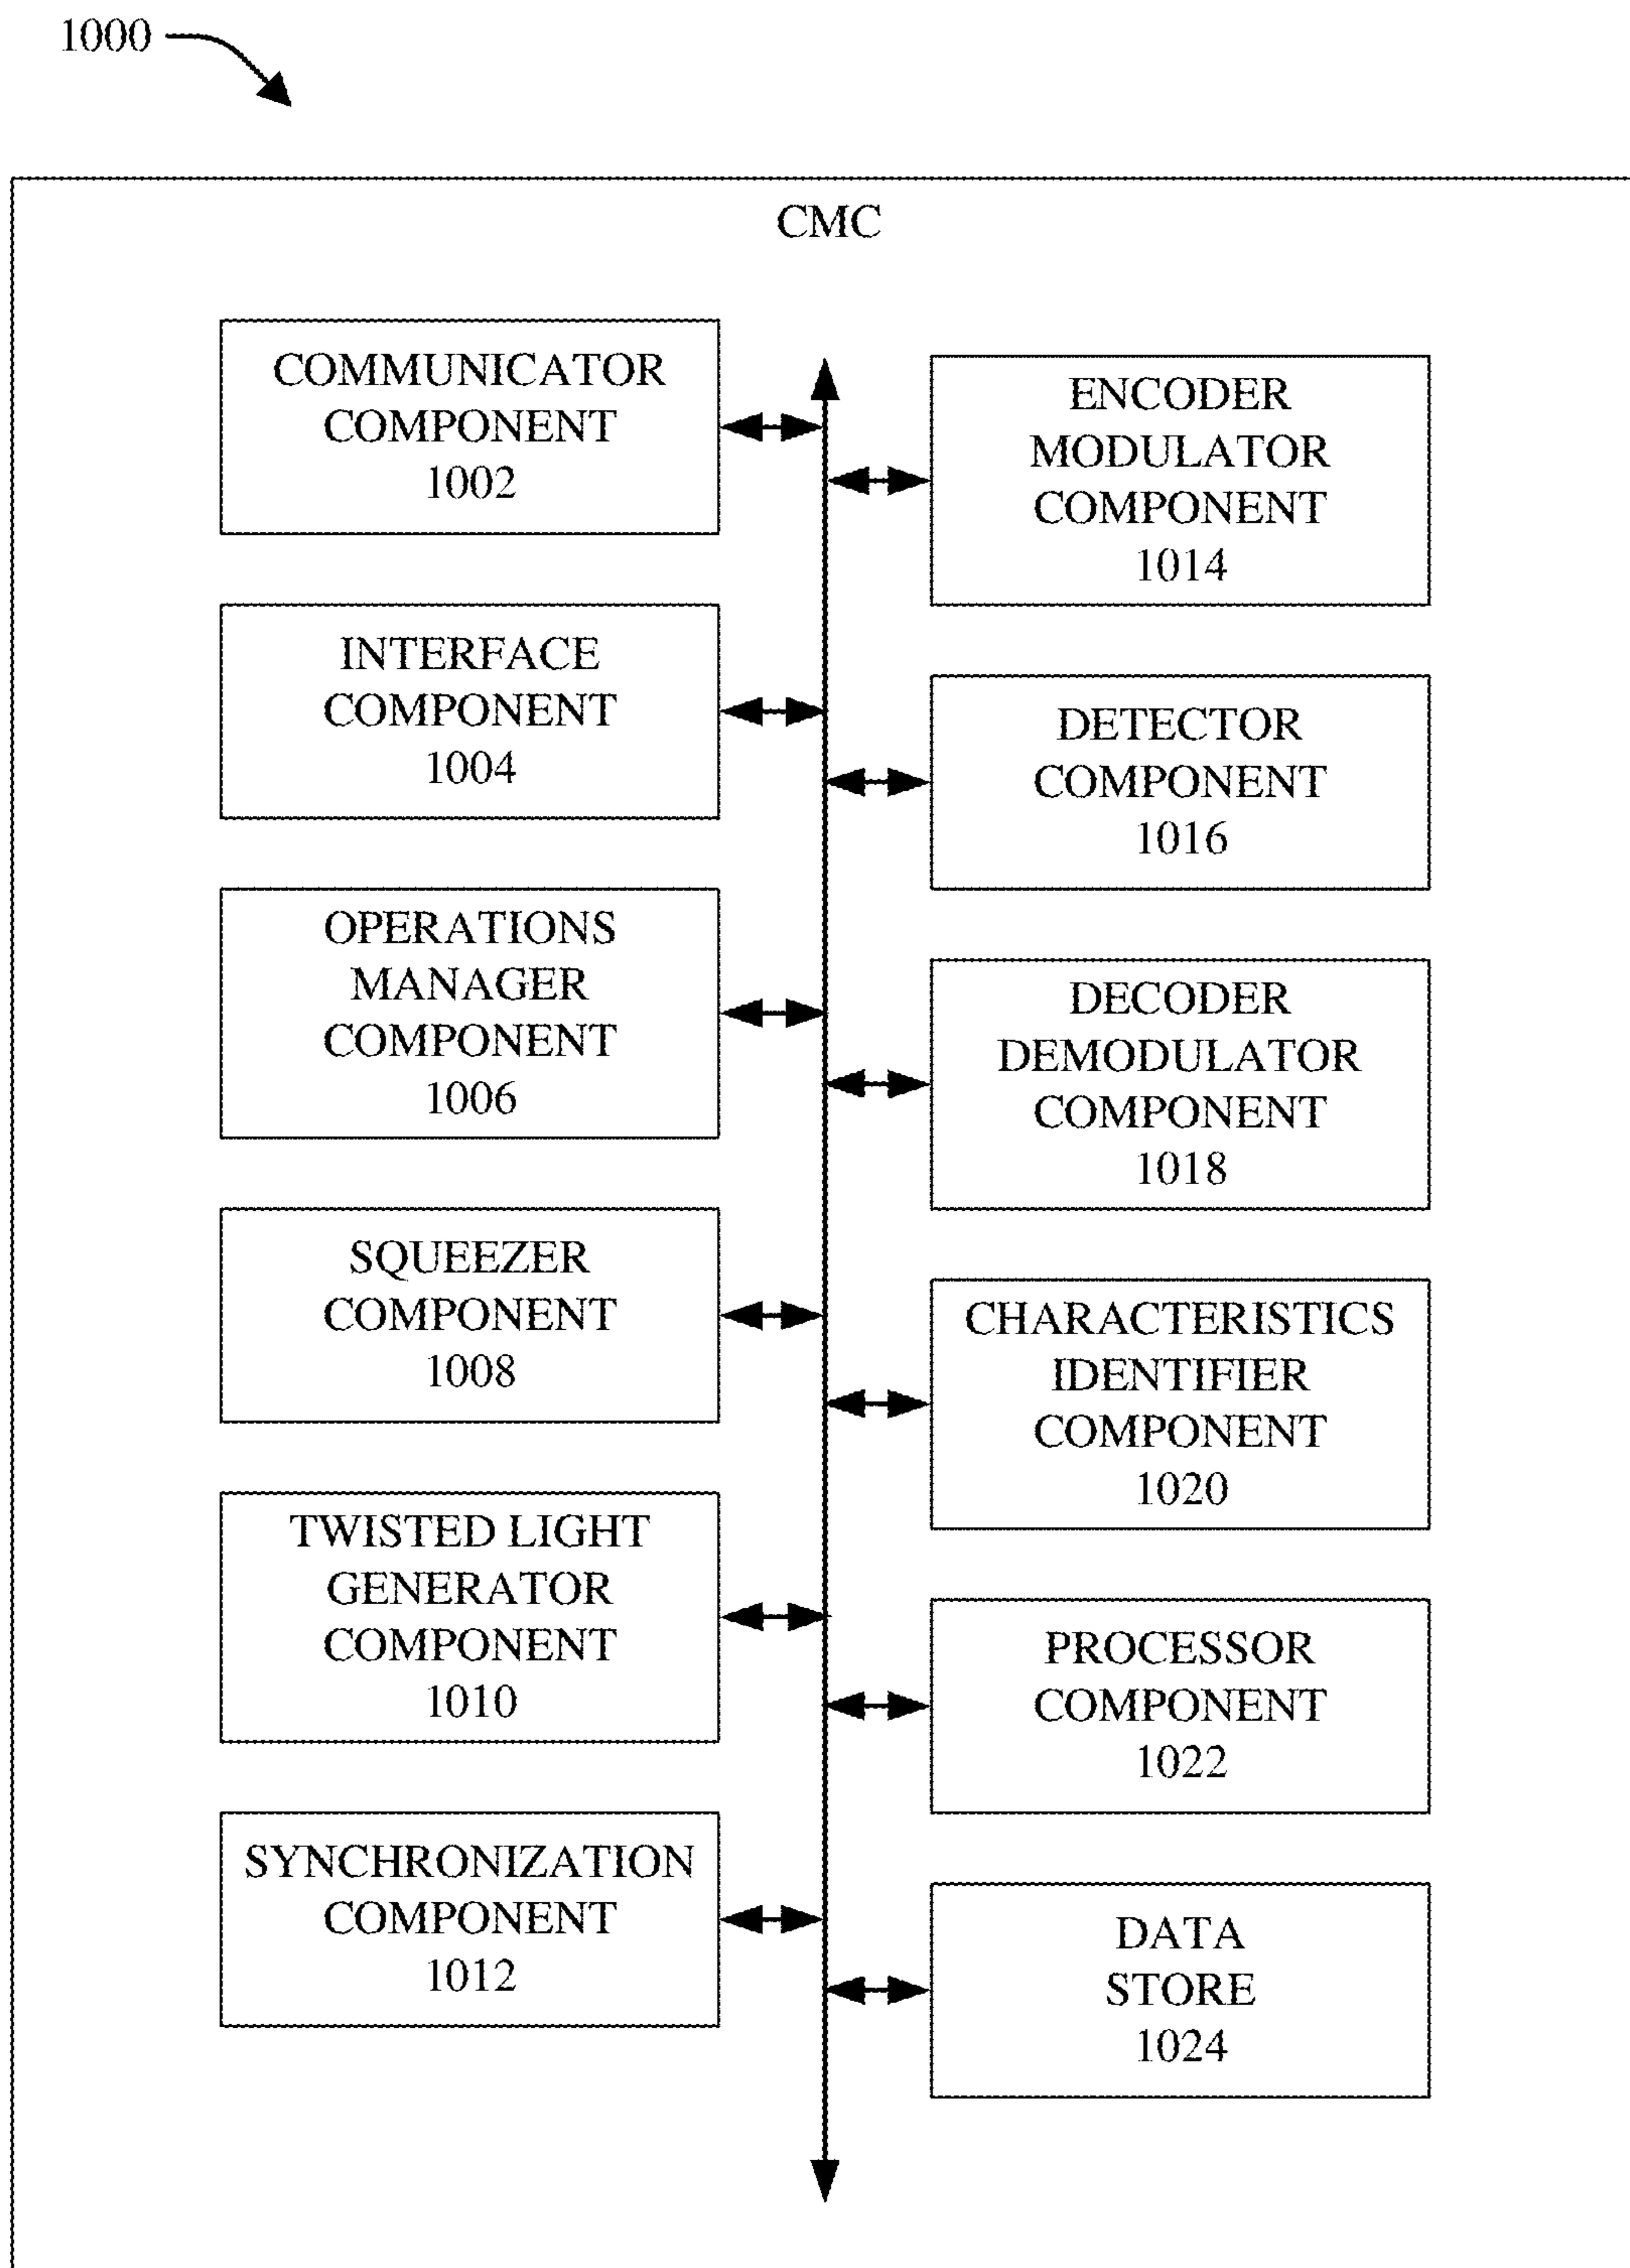 1000
CMC
COMMUNICATOR
COMPONENT
1002
INTERFACE
COMPONENT
1004
OPERATIONS
MANAGER
COMPONENT
1006
SQUEEZER
COMPONENT
1008
TWISTED LIGHT
GENERATOR
COMPONENT
1010
SYNCHRONIZATION
COMPONENT
1012
ENCODER
MODULATOR
COMPONENT
1014
DETECTOR
COMPONENT
1016
DECODER
DEMODULATOR
COMPONENT
1018
CHARACTERISTICS
IDENTIFIER
COMPONENT
1020
PROCESSOR
COMPONENT
1022
DATA
STORE
1024